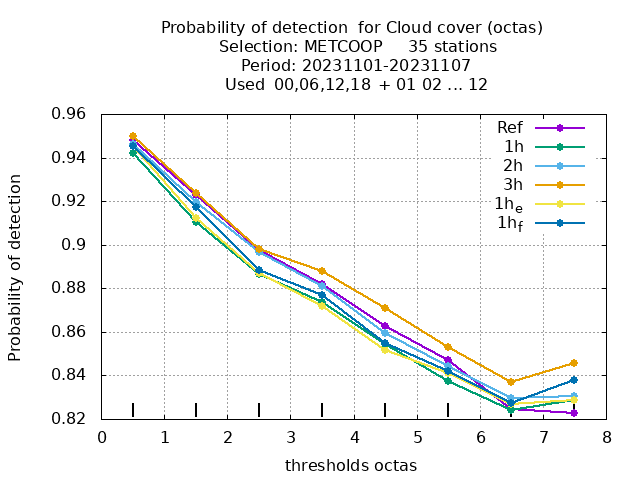 Probability of detection  for Cloud cover (octas)
Selection: METCOOP     35 stations
Period: 20231101-20231107
Used  00,06,12,18 + 01 02 ... 12
0.96
0.94
0.92
0.9
0.88
0.86
0.84
0.82
Probability of detection
Ref
1h
2h
3h
1h_e
1h_f
0 1 2 3 4 5 6 7 8
thresholds octas